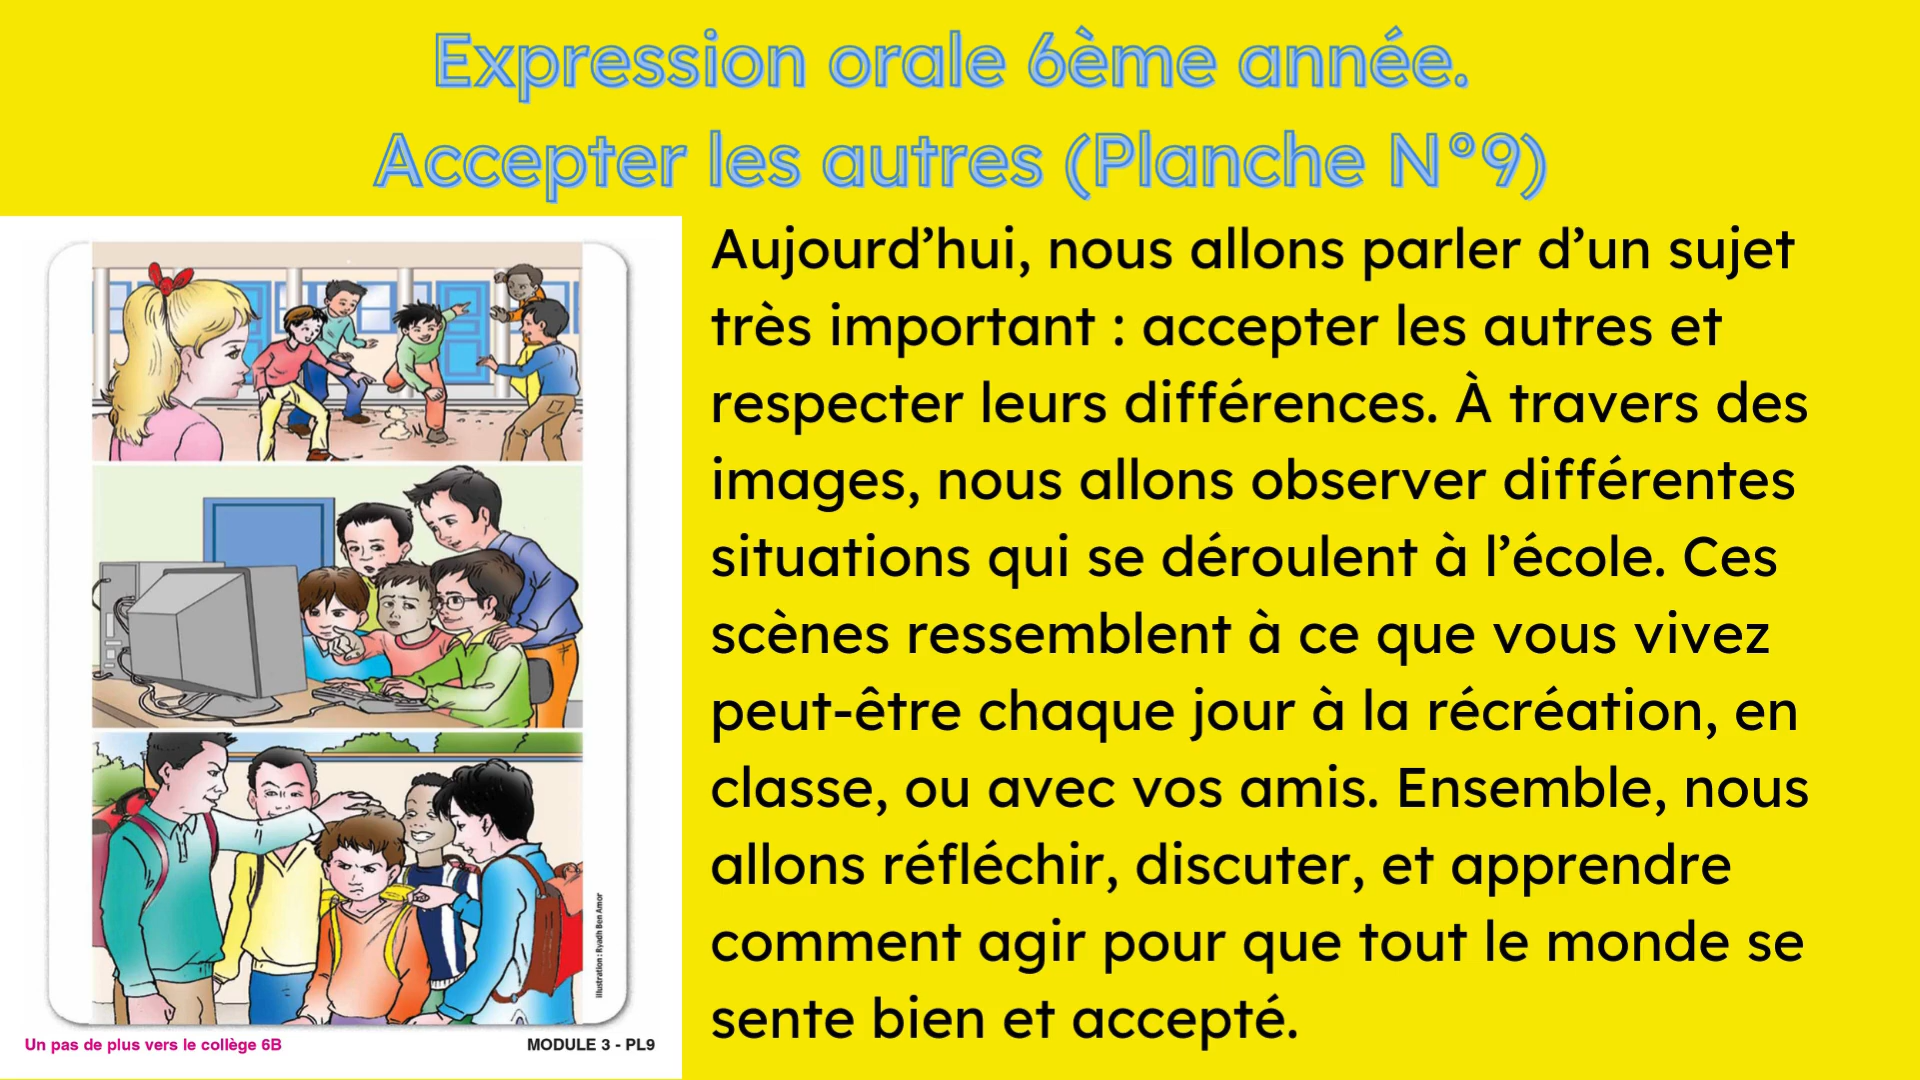 Expression orale 6ème année.
Accepter les autres (Planche N°9)
Aujourd’hui, nous allons parler d’un sujet
très important : accepter les autres et
respecter leurs différences. À travers des
images, nous allons observer différentes
situations qui se déroulent à l’école. Ces
scènes ressemblent à ce que vous vivez
peut-être chaque jour à la récréation, en
classe, ou avec vos amis. Ensemble, nous
allons réfléchir, discuter, et apprendre
comment agir pour que tout le monde se
sente bien et accepté.
Illustration : Ryadh Ben Amor
Un pas de plus vers le collège 6B
MODULE 3 - PL9